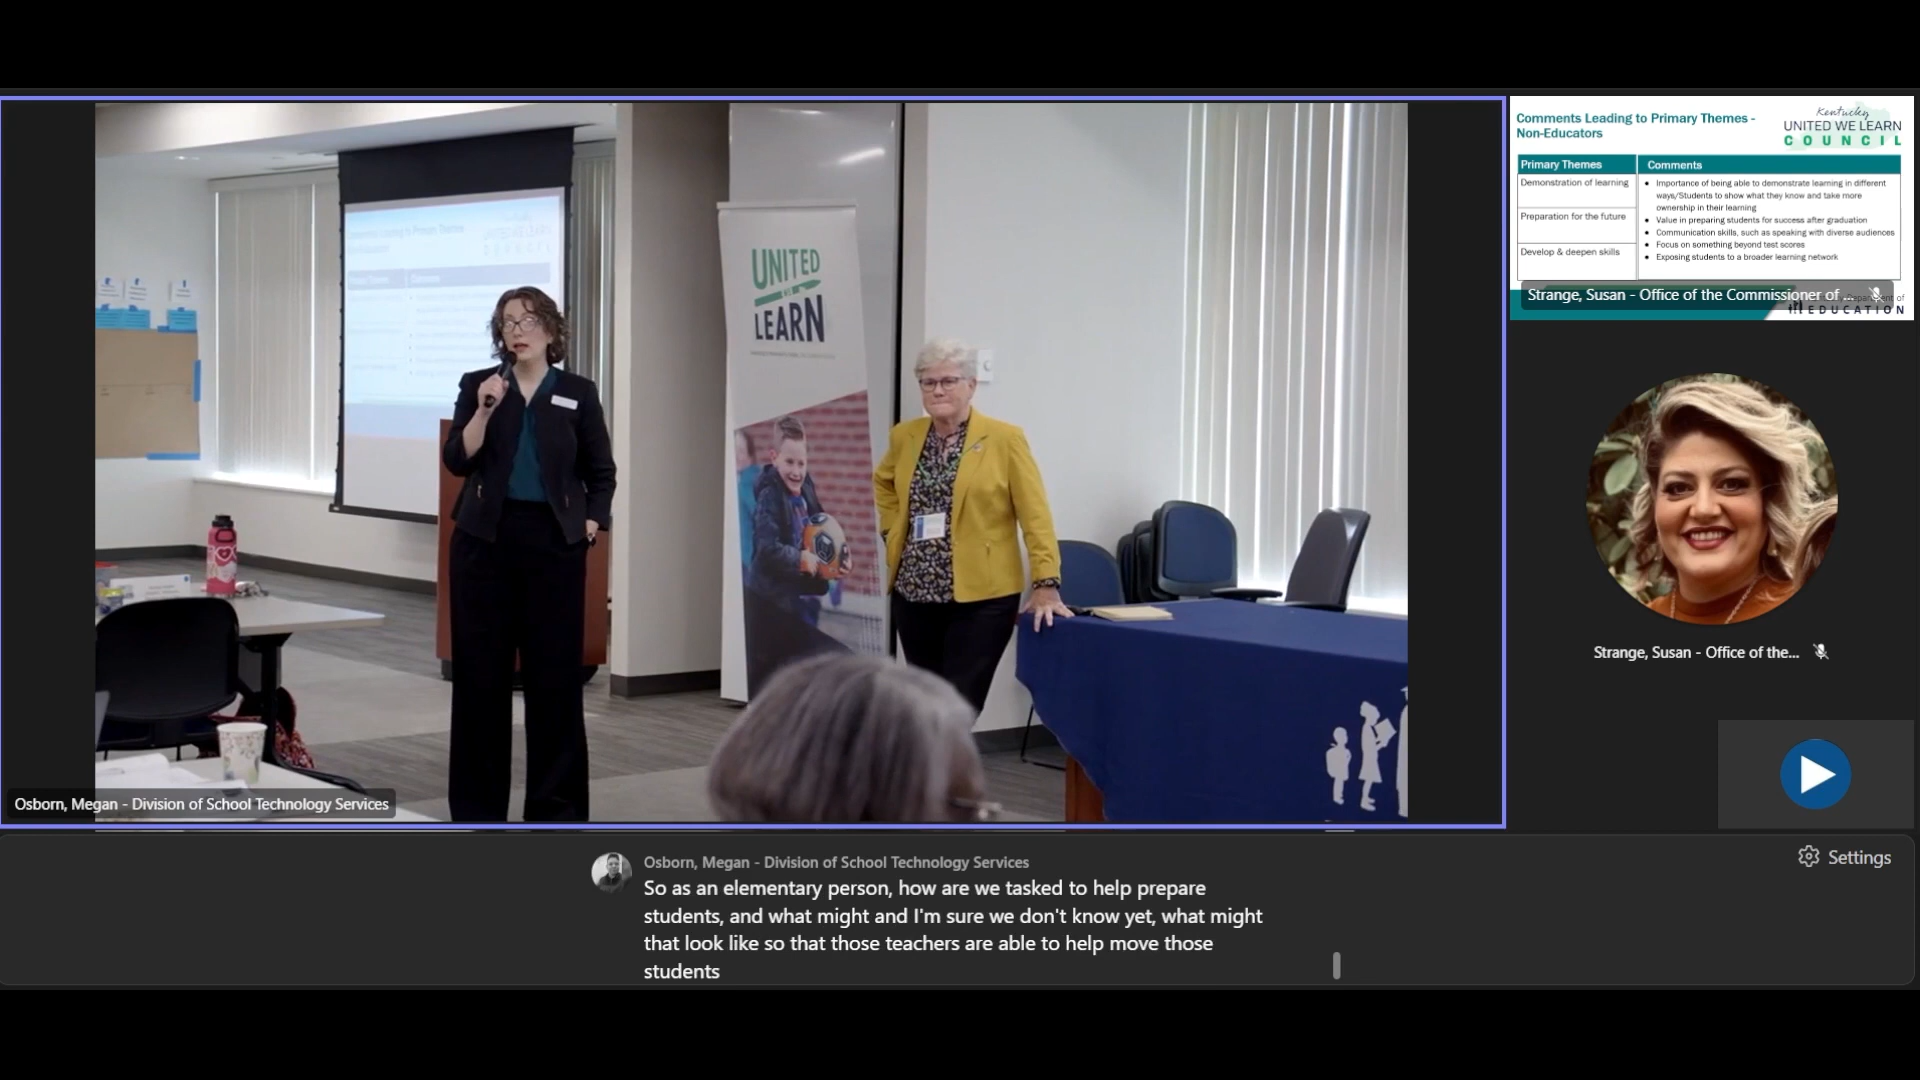 UNITED
WE
LEARN
Osborn, Megan - Division of School Technology Services
Comments Leading to Primary Themes -
Non-Educators
Kentucky
UNITED WE LEARN
COUNCIL
Primary Themes
Comments
Demonstration of learning
Preparation for the future
Develop & deepen skills
• Importance of being able to demonstrate learning in different
ways/Students to show what they know and take more
ownership in their learning
• Value in preparing students for success after graduation
• Communication skills, such as speaking with diverse audiences
• Focus on something beyond test scores
• Exposing students to a broader learning network
Strange, Susan - Office of the Commissioner of ...
EDUCATION
Strange, Susan - Office of the...
Settings
Osborn, Megan - Division of School Technology Services
So as an elementary person, how are we tasked to help prepare
students, and what might and I'm sure we don't know yet, what might
that look like so that those teachers are able to help move those
students